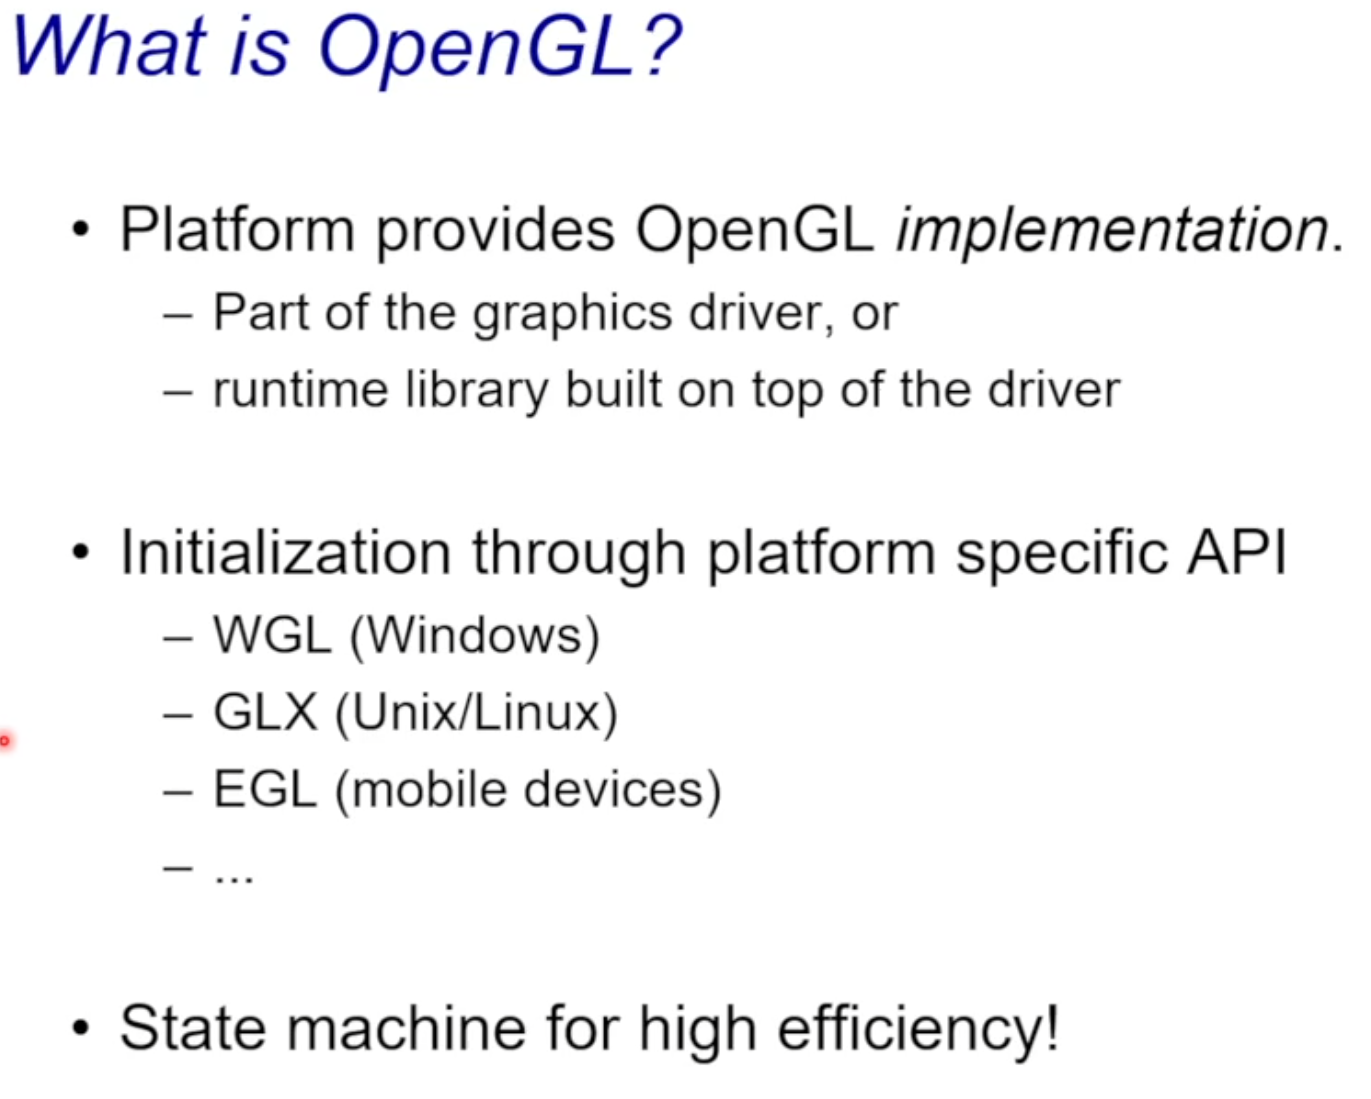 What is OpenGL?
• Platform provides OpenGL implementation.
– Part of the graphics driver, or
– runtime library built on top of the driver
• Initialization through platform specific API
– WGL (Windows)
– GLX (Unix/Linux)
– EGL (mobile devices)
– ...
• State machine for high efficiency!